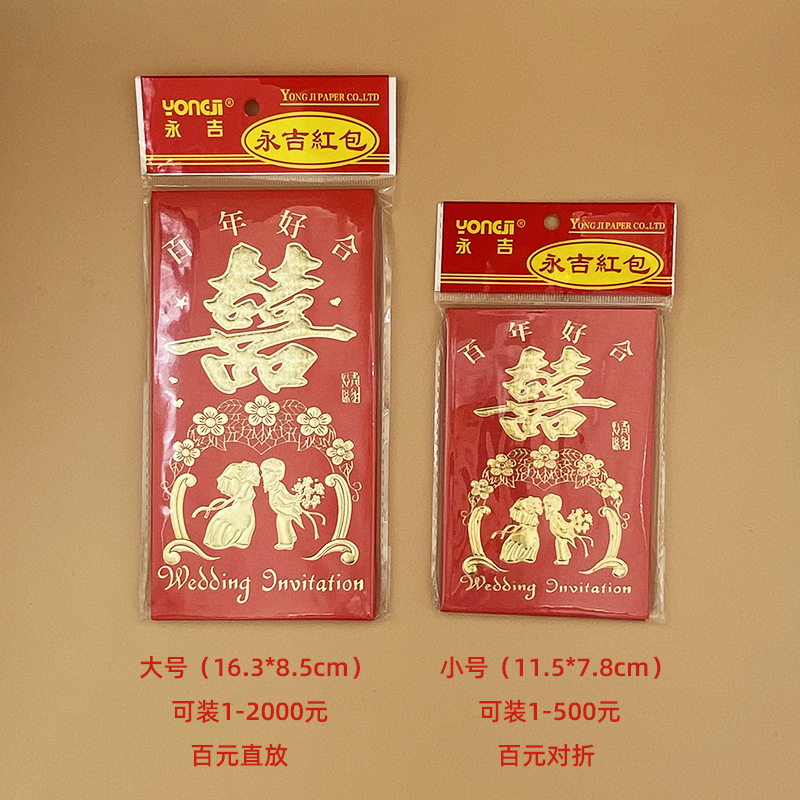 YONGJI®
永吉
YONG JI PAPER CO.,LTD
永吉紅包
百年好合
囍
Wedding Invitation
YONGJI®
永吉
YONG JI PAPER CO.,LTD
永吉紅包
百年好合
囍
Wedding Invitation
大号（16.3*8.5cm）
可装1-2000元
百元直放
小号（11.5*7.8cm）
可装1-500元
百元对折